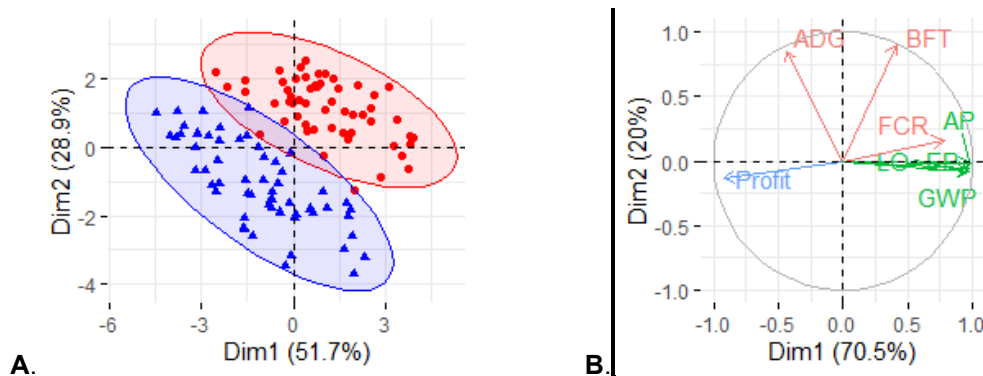 Dim2 (28.9%)
2
0
-2
-4
-6
-3
0
3
Dim1 (51.7%)
A.
Dim2 (20%)
1.0
0.5
0.0
-0.5
-1.0
ADG
BFT
FCR
AP
LO
EP
Profit
GWP
-1.0
-0.5
0.0
0.5
1.0
Dim1 (70.5%)
B.